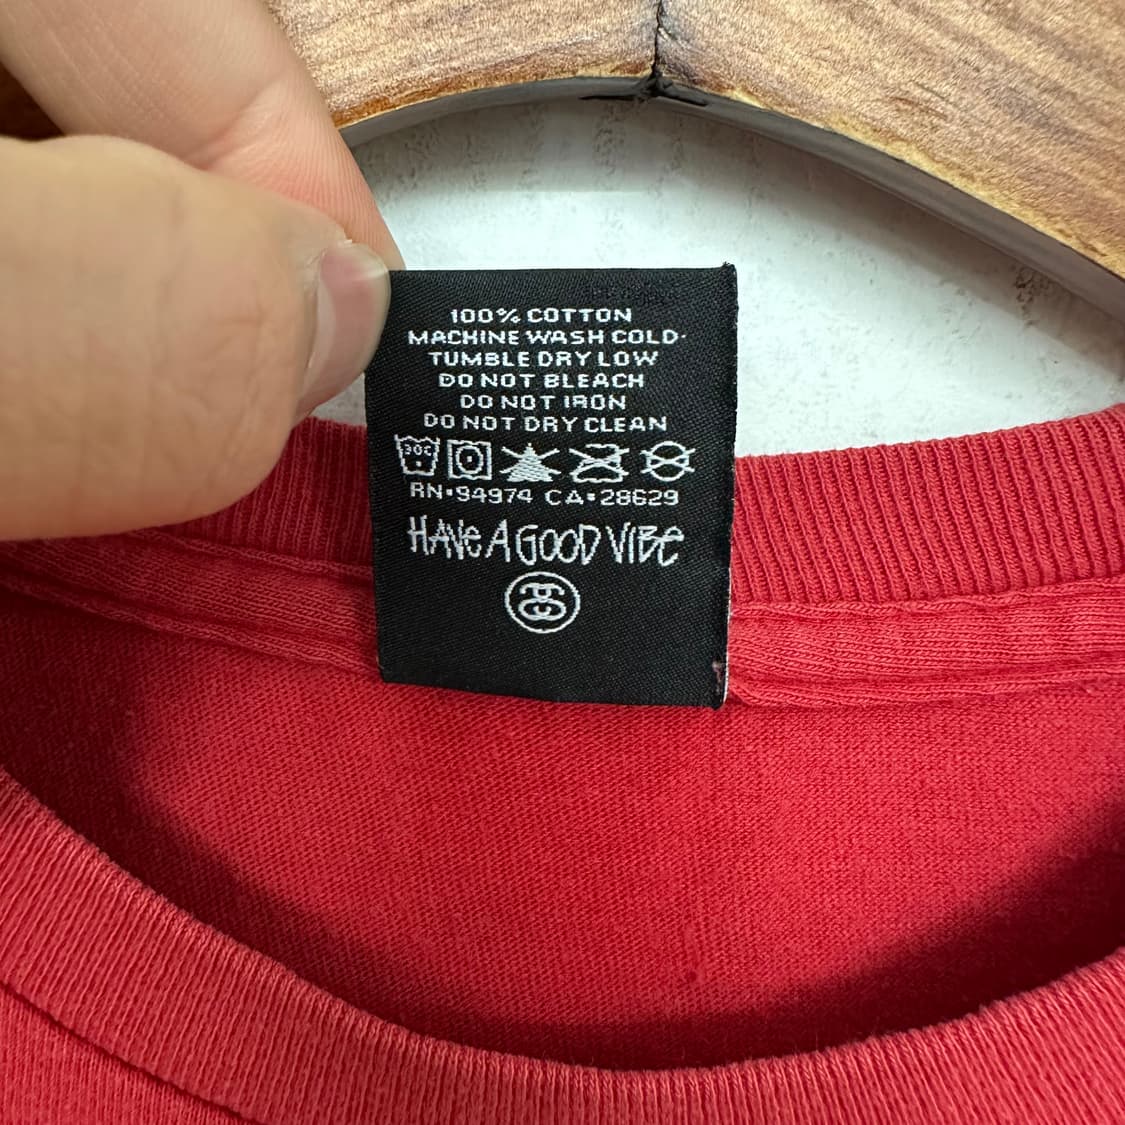 100% COTTON
MACHINE WASH COLD·
TUMBLE DRY LOW
DO NOT BLEACH
DO NOT IRON
DO NOT DRY CLEAN
30C
RN·94974 CA·28629
HAVE A GOOD VIBE